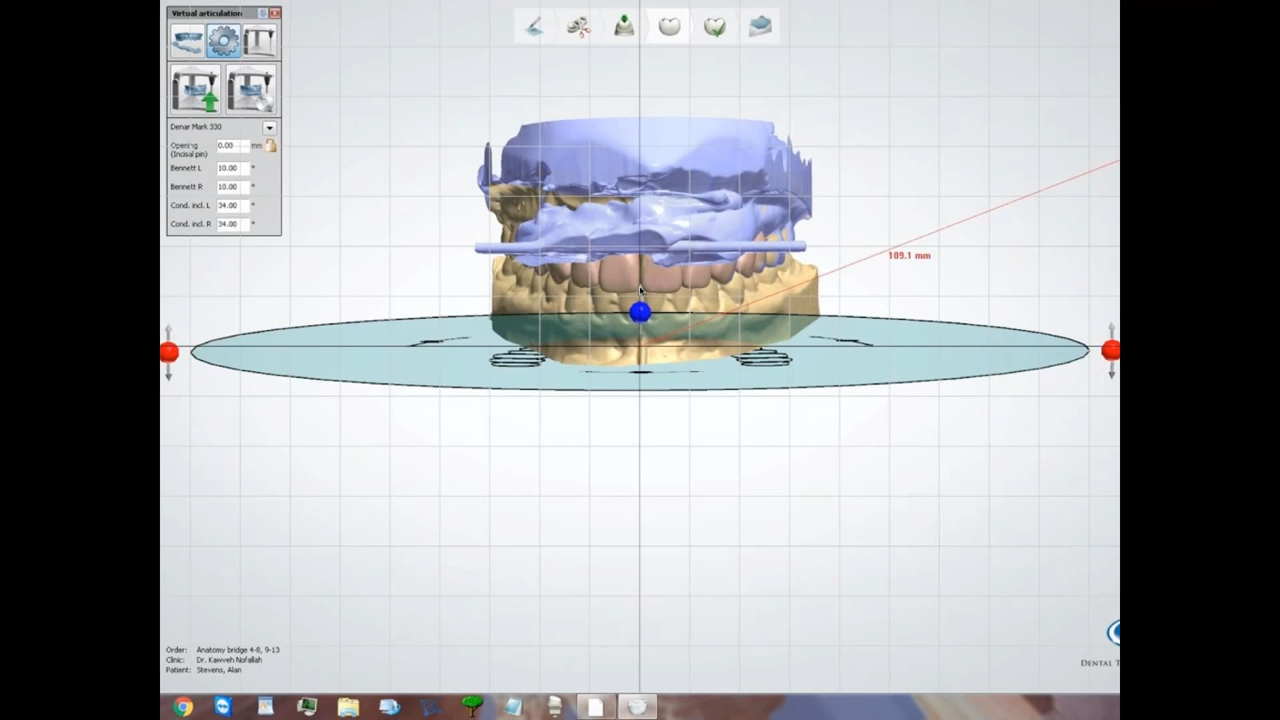 Virtual articulation
Denar Mark 330
Opening
(Incisal pin)
0.00
mm
Bennett L
10.00
°
Bennett R
10.00
°
Cond. incl. L
34.00
°
Cond. incl. R
34.00
°
109.1 mm
Order: Anatomy bridge 4-8, 9-13
Clinic: Dr. Kawveh Nofallah
Patient: Stevens, Alan
DENTAL T